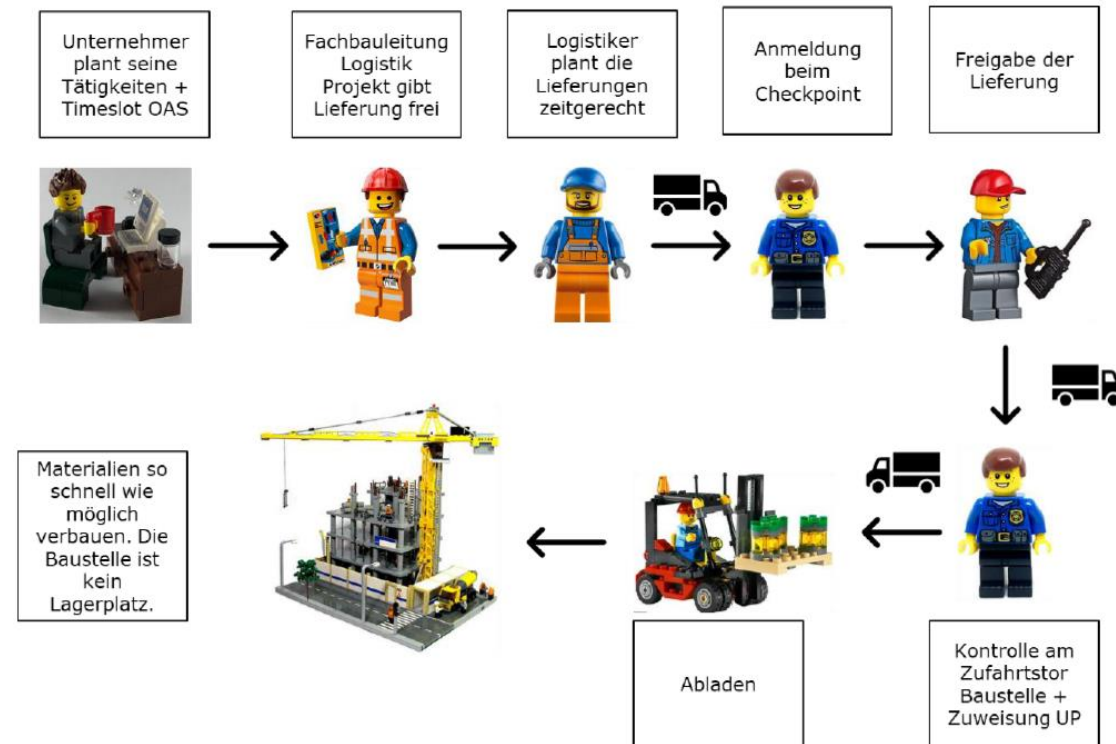 Unternehmer
plant seine
Tätigkeiten +
Timeslot OAS
Fachbauleitung
Logistik
Projekt gibt
Lieferung frei
Logistiker
plant die
Lieferungen
zeitgerecht
Anmeldung
beim
Checkpoint
Freigabe der
Lieferung
Materialien so
schnell wie
möglich
verbauen. Die
Baustelle ist
kein
Lagerplatz.
Abladen
Kontrolle am
Zufahrtstor
Baustelle +
Zuweisung UP